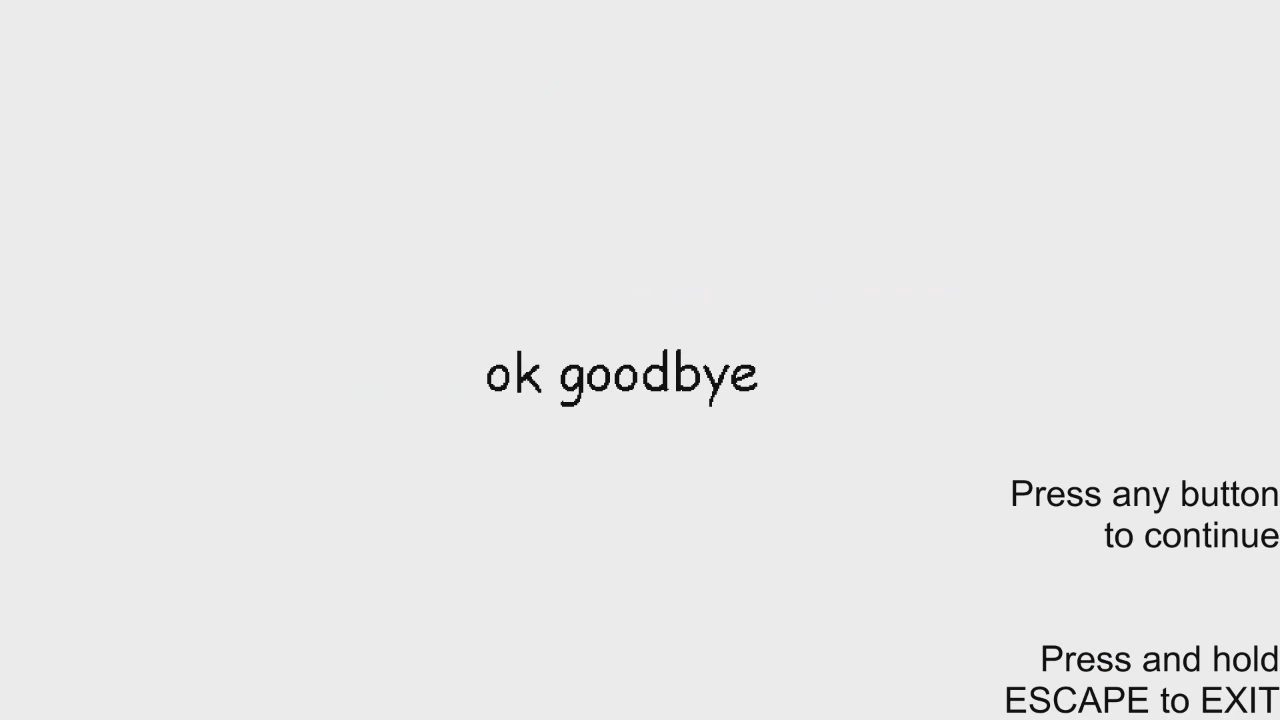 ok goodbye
Press any button
to continue
Press and hold
ESCAPE to EXIT